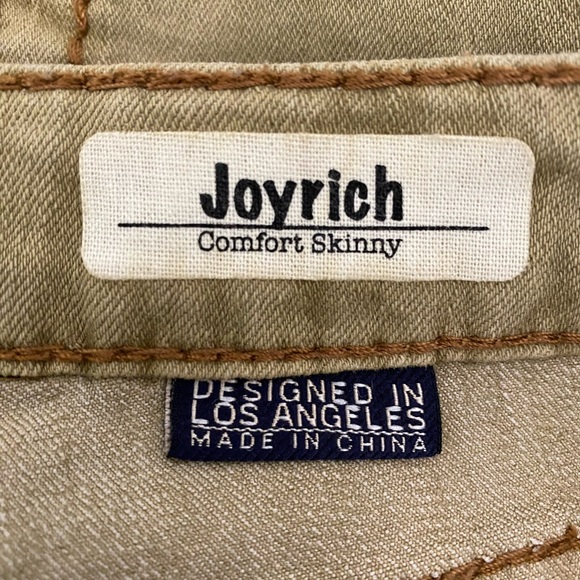 Joyrich
Comfort Skinny
DESIGNED IN
LOS ANGELES
MADE IN CHINA